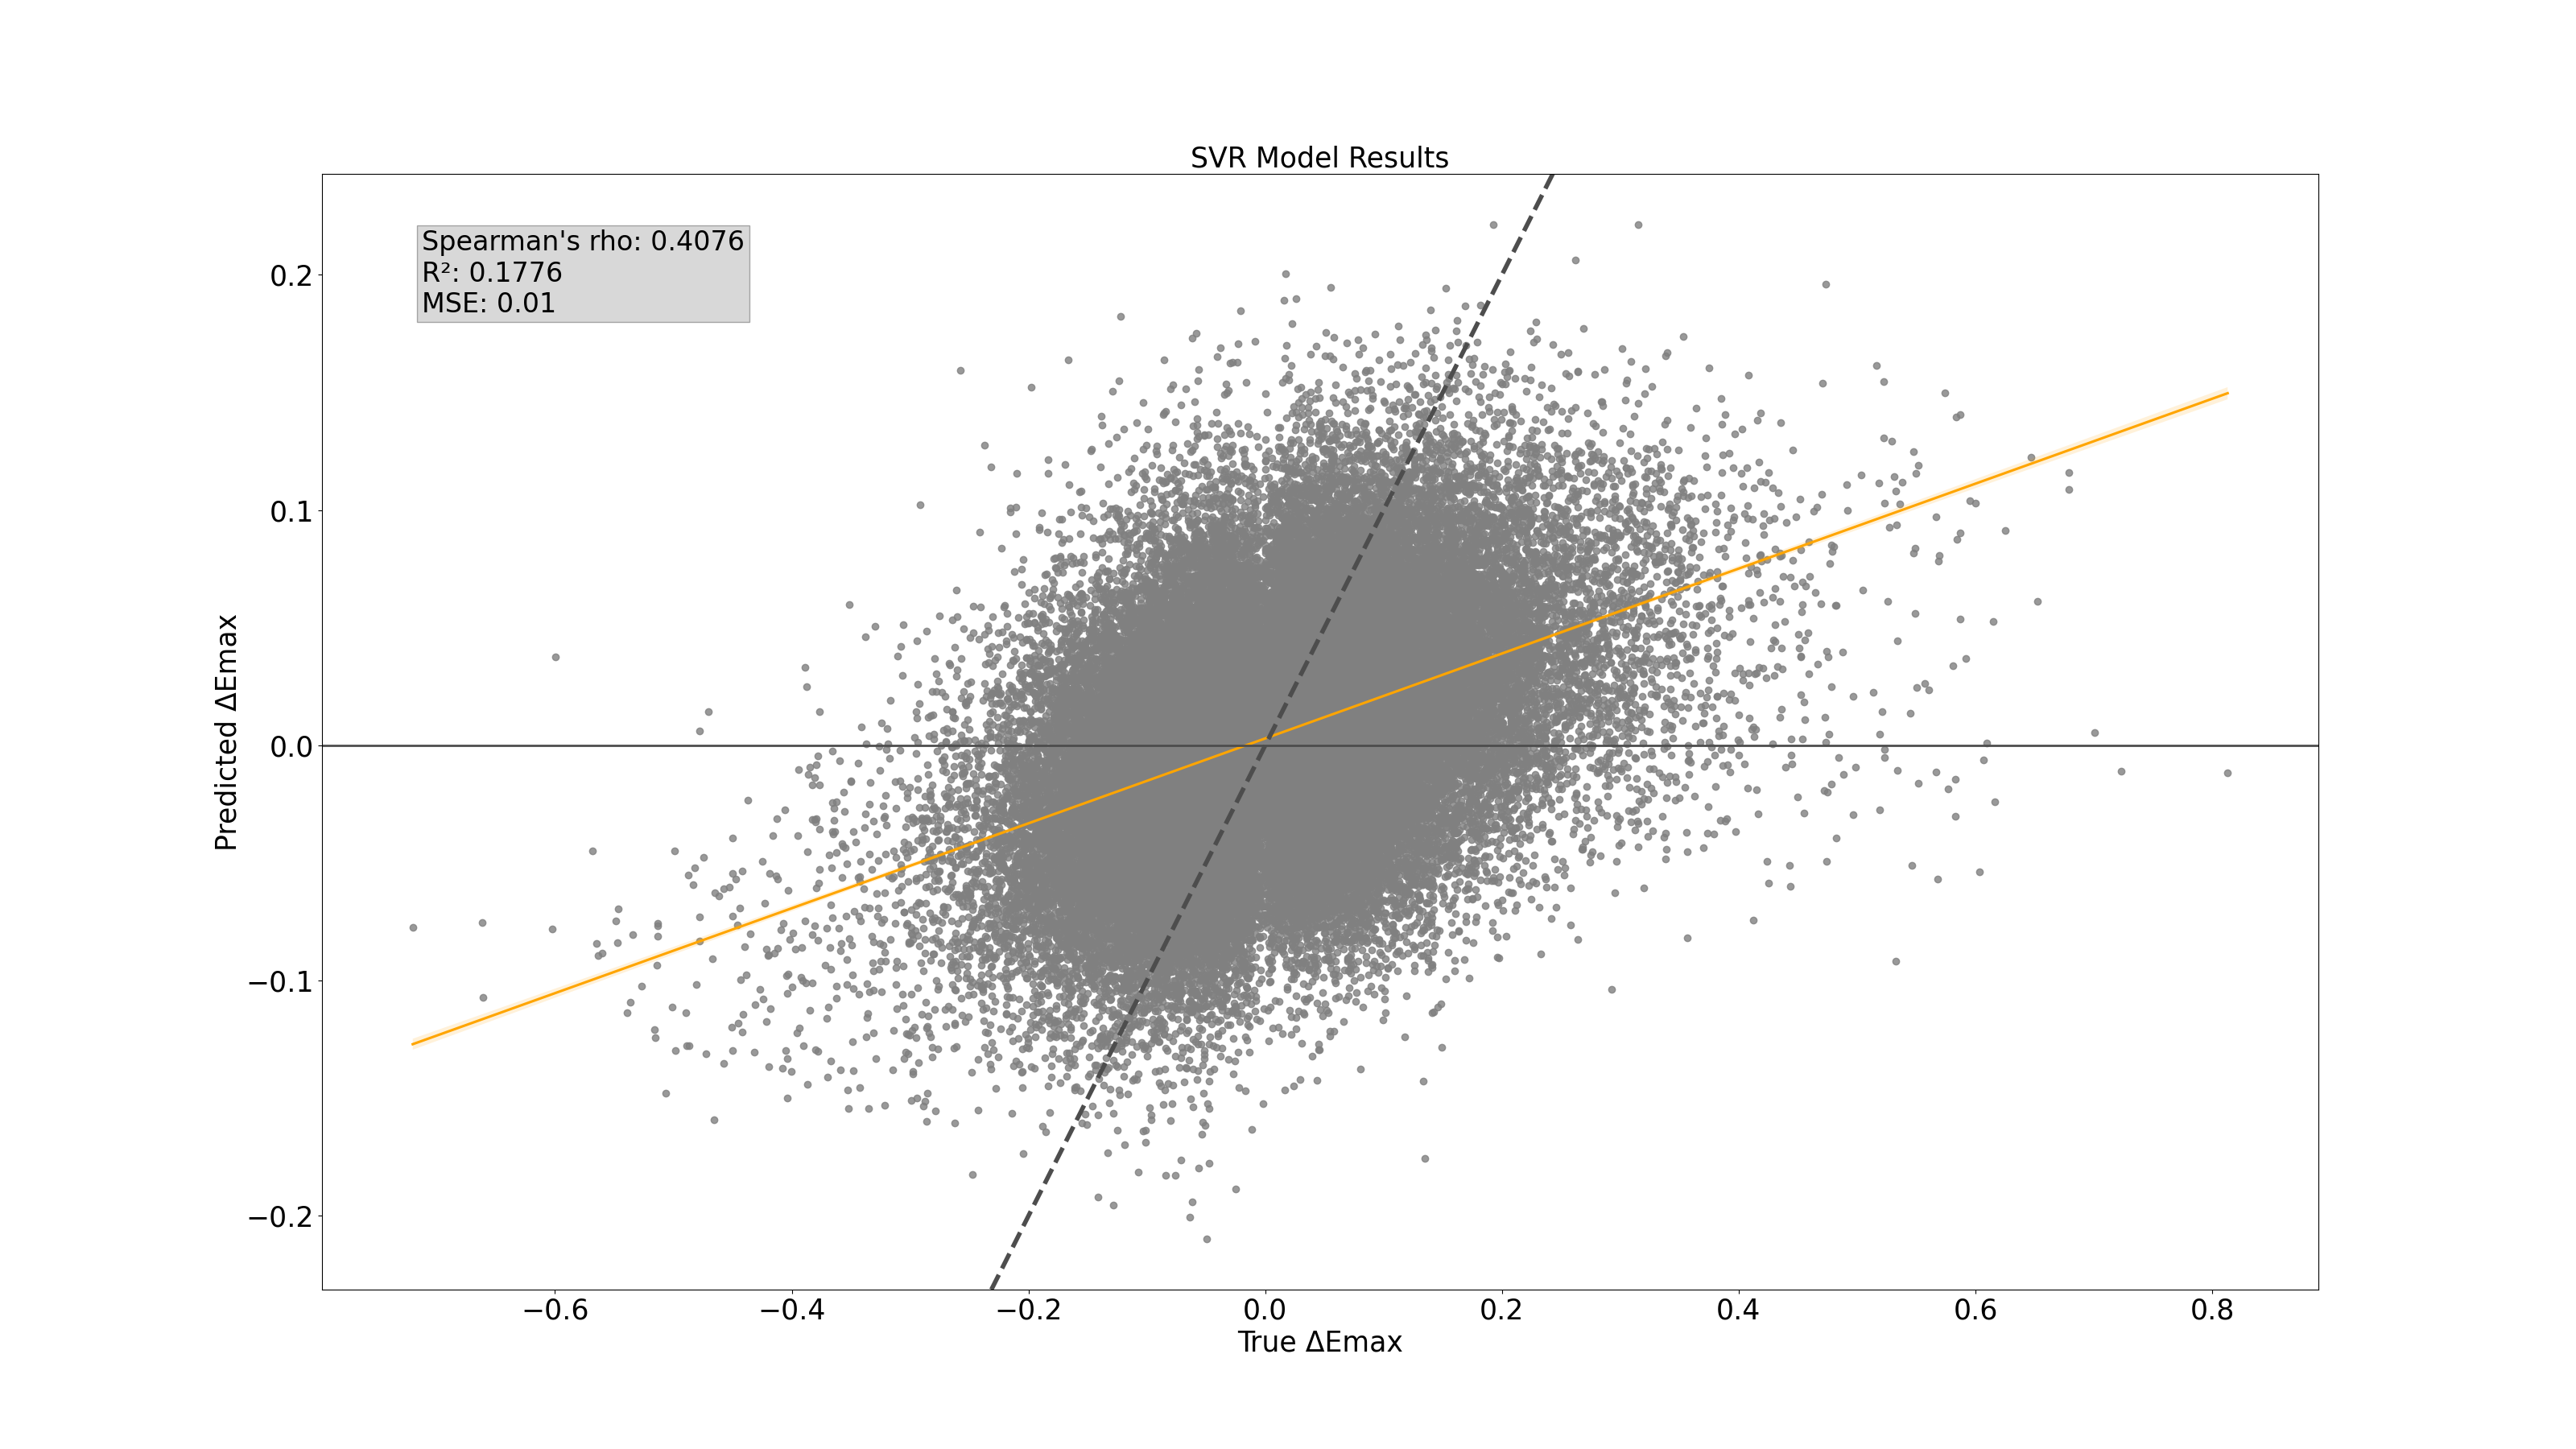 SVR Model Results
Spearman's rho: 0.4076
R²: 0.1776
MSE: 0.01
0.2
0.1
0.0
−0.1
−0.2
Predicted ΔEmax
−0.6 −0.4 −0.2 0.0 0.2 0.4 0.6 0.8
True ΔEmax